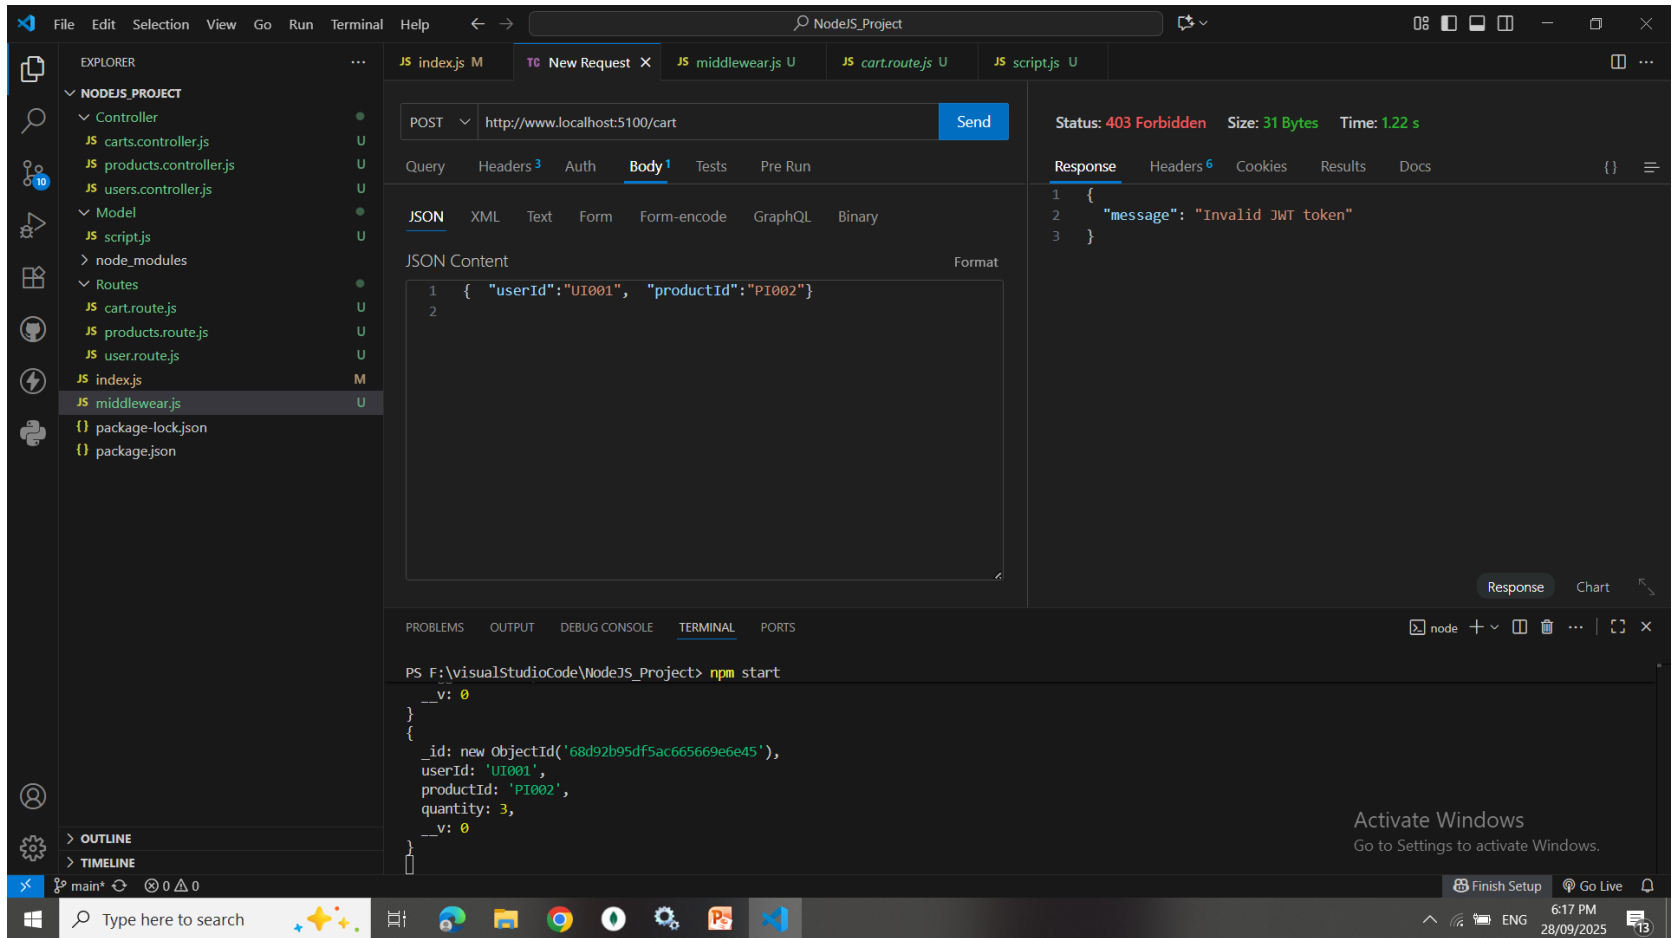 File Edit Selection View Go Run Terminal Help
NodeJS_Project
EXPLORER
NODEJS_PROJECT
Controller
JS carts.controller.js U
JS products.controller.js U
JS users.controller.js U
Model
JS script.js U
node_modules
Routes
JS cart.route.js U
JS products.route.js U
JS user.route.js U
JS index.js M
JS middlewear.js U
{} package-lock.json
{} package.json
OUTLINE
TIMELINE
10
JS index.js M
TC New Request
JS middlewear.js U
JS cart.route.js U
JS script.js U
POST http://www.localhost:5100/cart Send
Query Headers 3 Auth Body 1 Tests Pre Run
JSON XML Text Form Form-encode GraphQL Binary
JSON Content Format
1 { "userId":"UI001", "productId":"PI002"}
2
Status: 403 Forbidden Size: 31 Bytes Time: 1.22 s
Response Headers 6 Cookies Results Docs {}
1 {
2 "message": "Invalid JWT token"
3 }
Response Chart
PROBLEMS OUTPUT DEBUG CONSOLE TERMINAL PORTS
node
PS F:\visualStudioCode\NodeJS_Project> npm start
__v: 0
}
{
_id: new ObjectId('68d92b95df5ac665669e6e45'),
userId: 'UI001',
productId: 'PI002',
quantity: 3,
__v: 0
}
Activate Windows
Go to Settings to activate Windows.
main* 0 0
Finish Setup Go Live
Type here to search
ENG
6:17 PM
28/09/2025
13